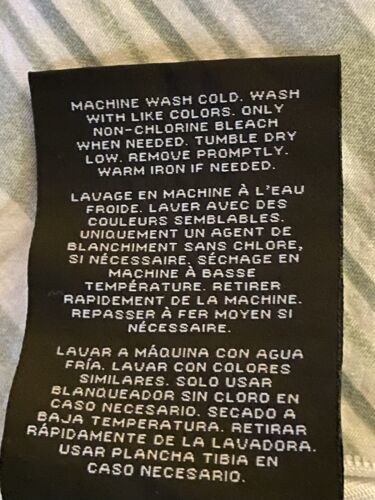 MACHINE WASH COLD. WASH
WITH LIKE COLORS. ONLY
NON-CHLORINE BLEACH
WHEN NEEDED. TUMBLE DRY
LOW. REMOVE PROMPTLY.
WARM IRON IF NEEDED.
LAVAGE EN MACHINE À L'EAU
FROIDE. LAVER AVEC DES
COULEURS SEMBLABLES.
UNIQUEMENT UN AGENT DE
BLANCHIMENT SANS CHLORE,
SI NÉCESSAIRE. SÉCHAGE EN
MACHINE À BASSE
TEMPÉRATURE. RETIRER
RAPIDEMENT DE LA MACHINE.
REPASSER À FER MOYEN SI
NÉCESSAIRE.
LAVAR A MÁQUINA CON AGUA
FRÍA. LAVAR CON COLORES
SIMILARES. SOLO USAR
BLANQUEADOR SIN CLORO EN
CASO NECESARIO. SECADO A
BAJA TEMPERATURA. RETIRAR
RÁPIDAMENTE DE LA LAVADORA.
USAR PLANCHA TIBIA EN
CASO NECESARIO.